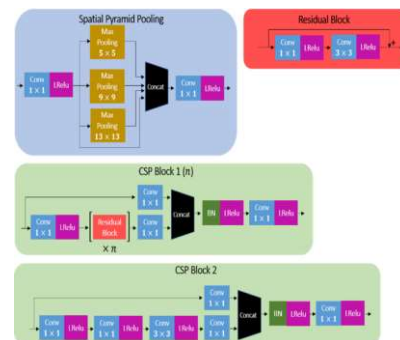 Spatial Pyramid Pooling
Max
Pooling
5 × 5
Conv
1 × 1
LRelu
Max
Pooling
9 × 9
Concat
Conv
1 × 1
LRelu
Max
Pooling
13 × 13
Residual Block
Conv
1 × 1
LRelu
Conv
3 × 3
LRelu
+
CSP Block 1 (π)
Conv
1 × 1
Conv
1 × 1
LRelu
Residual
Block
Conv
1 × 1
Concat
BN
LRelu
Conv
1 × 1
LRelu
× π
CSP Block 2
Conv
1 × 1
Conv
1 × 1
LRelu
Conv
1 × 1
LRelu
Conv
3 × 3
LRelu
Conv
1 × 1
Concat
BN
LRelu
Conv
1 × 1
LRelu